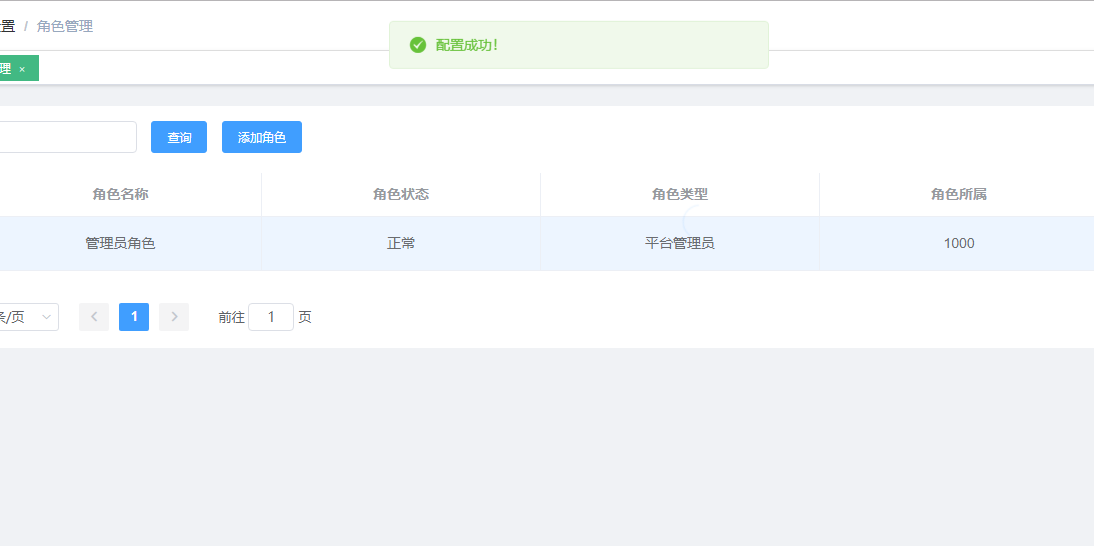 置 / 角色管理
配置成功!
理 ×
查询 添加角色
角色名称 角色状态 角色类型 角色所属
管理员角色 正常 平台管理员 1000
条/页 1 前往 1 页